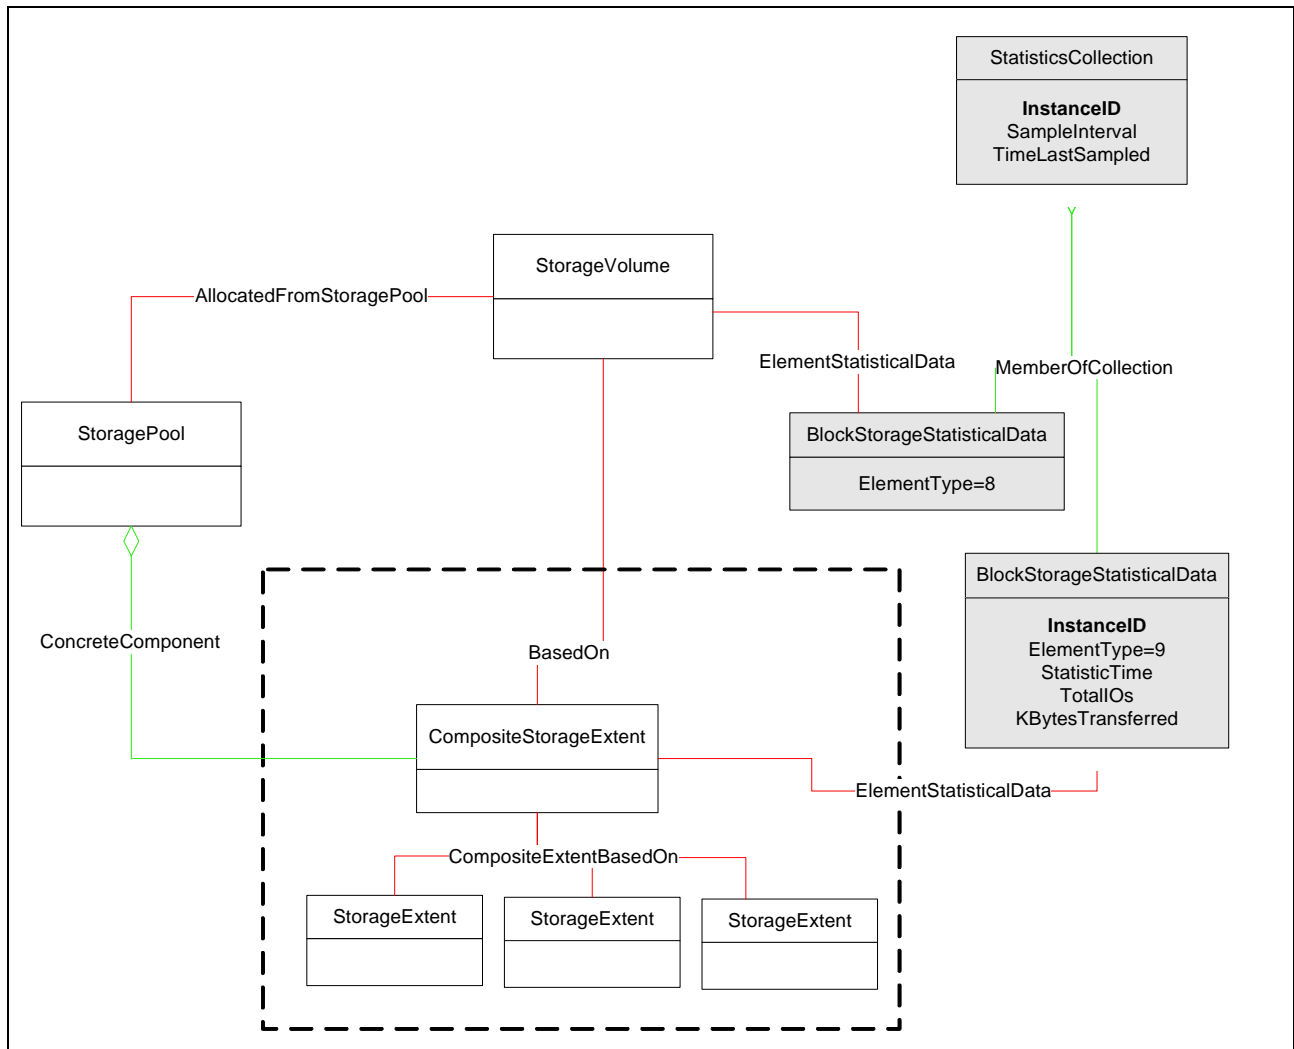 StatisticsCollection
InstanceID
SampleInterval
TimeLastSampled
StorageVolume
AllocatedFromStoragePool
ElementStatisticalData
MemberOfCollection
StoragePool
BlockStorageStatisticalData
ElementType=8
BlockStorageStatisticalData
InstanceID
ElementType=9
StatisticTime
TotalIOs
KBytesTransferred
ConcreteComponent
BasedOn
CompositeStorageExtent
ElementStatisticalData
CompositeExtentBasedOn
StorageExtent
StorageExtent
StorageExtent